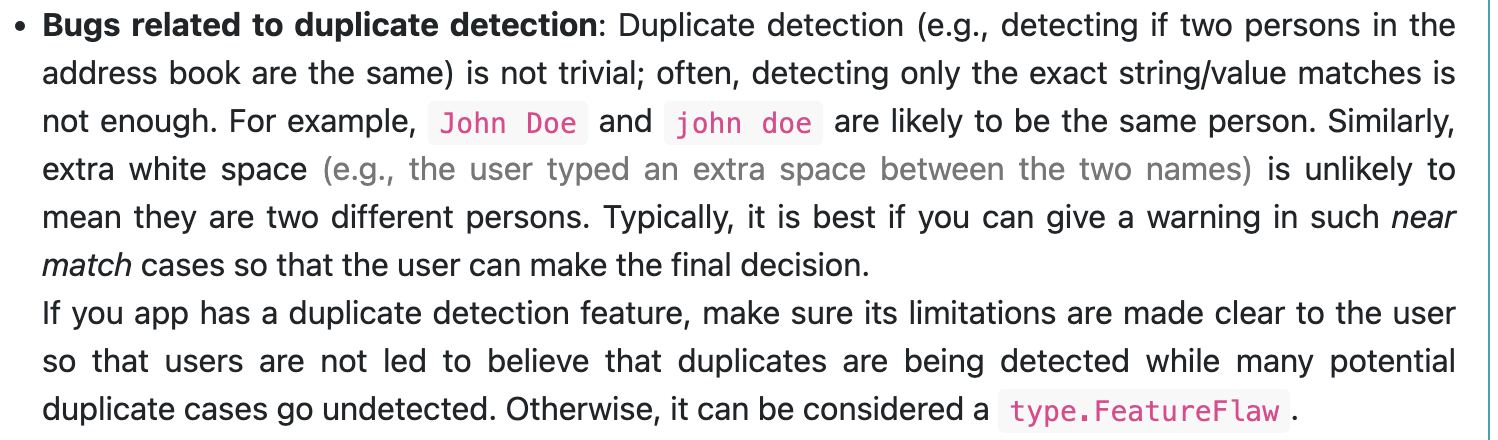 • Bugs related to duplicate detection: Duplicate detection (e.g., detecting if two persons in the
address book are the same) is not trivial; often, detecting only the exact string/value matches is
not enough. For example, John Doe and john doe are likely to be the same person. Similarly,
extra white space (e.g., the user typed an extra space between the two names) is unlikely to
mean they are two different persons. Typically, it is best if you can give a warning in such near
match cases so that the user can make the final decision.
If you app has a duplicate detection feature, make sure its limitations are made clear to the user
so that users are not led to believe that duplicates are being detected while many potential
duplicate cases go undetected. Otherwise, it can be considered a type.FeatureFlaw.